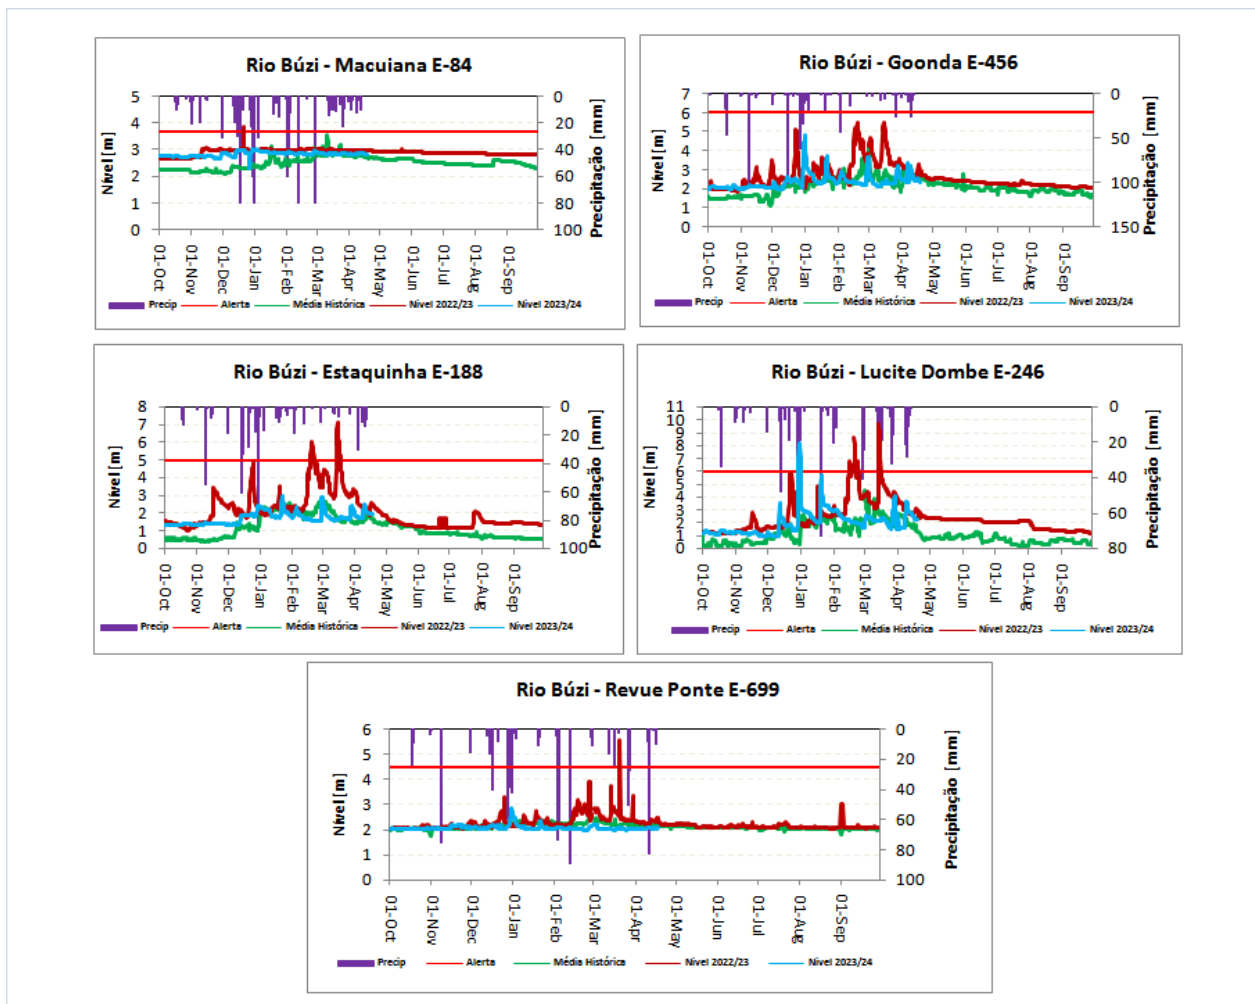 Rio Búzi - Macuiana E-84
Nível [m]
5
4
3
2
1
0
0
20
40
60
80
100
Precipitação [mm]
01-Oct
01-Nov
01-Dec
01-Jan
01-Feb
01-Mar
01-Apr
01-May
01-Jun
01-Jul
01-Aug
01-Sep
Precip Alerta Média Histórica Nivel 2022/23 Nivel 2023/24
Rio Búzi - Goonda E-456
Nível [m]
7
6
5
4
3
2
1
0
0
50
100
150
Precipitação [mm]
01-Oct
01-Nov
01-Dec
01-Jan
01-Feb
01-Mar
01-Apr
01-May
01-Jun
01-Jul
01-Aug
01-Sep
Precip Alerta Média Histórica Nivel 2022/23 Nivel 2023/24
Rio Búzi - Estaquinha E-188
Nível [m]
8
7
6
5
4
3
2
1
0
0
20
40
60
80
100
Precipitação [mm]
01-Oct
01-Nov
01-Dec
01-Jan
01-Feb
01-Mar
01-Apr
01-May
01-Jun
01-Jul
01-Aug
01-Sep
Precip Alerta Média Histórica Nivel 2022/23 Nivel 2023/24
Rio Búzi - Lucite Dombe E-246
Nível [m]
11
10
9
8
7
6
5
4
3
2
1
0
0
20
40
60
80
Precipitação [mm]
01-Oct
01-Nov
01-Dec
01-Jan
01-Feb
01-Mar
01-Apr
01-May
01-Jun
01-Jul
01-Aug
01-Sep
Precip Alerta Média Histórica Nivel 2022/23 Nivel 2023/24
Rio Búzi - Revue Ponte E-699
Nível [m]
6
5
4
3
2
1
0
0
20
40
60
80
100
Precipitação [mm]
01-Oct
01-Nov
01-Dec
01-Jan
01-Feb
01-Mar
01-Apr
01-May
01-Jun
01-Jul
01-Aug
01-Sep
Precip Alerta Média Histórica Nivel 2022/23 Nivel 2023/24